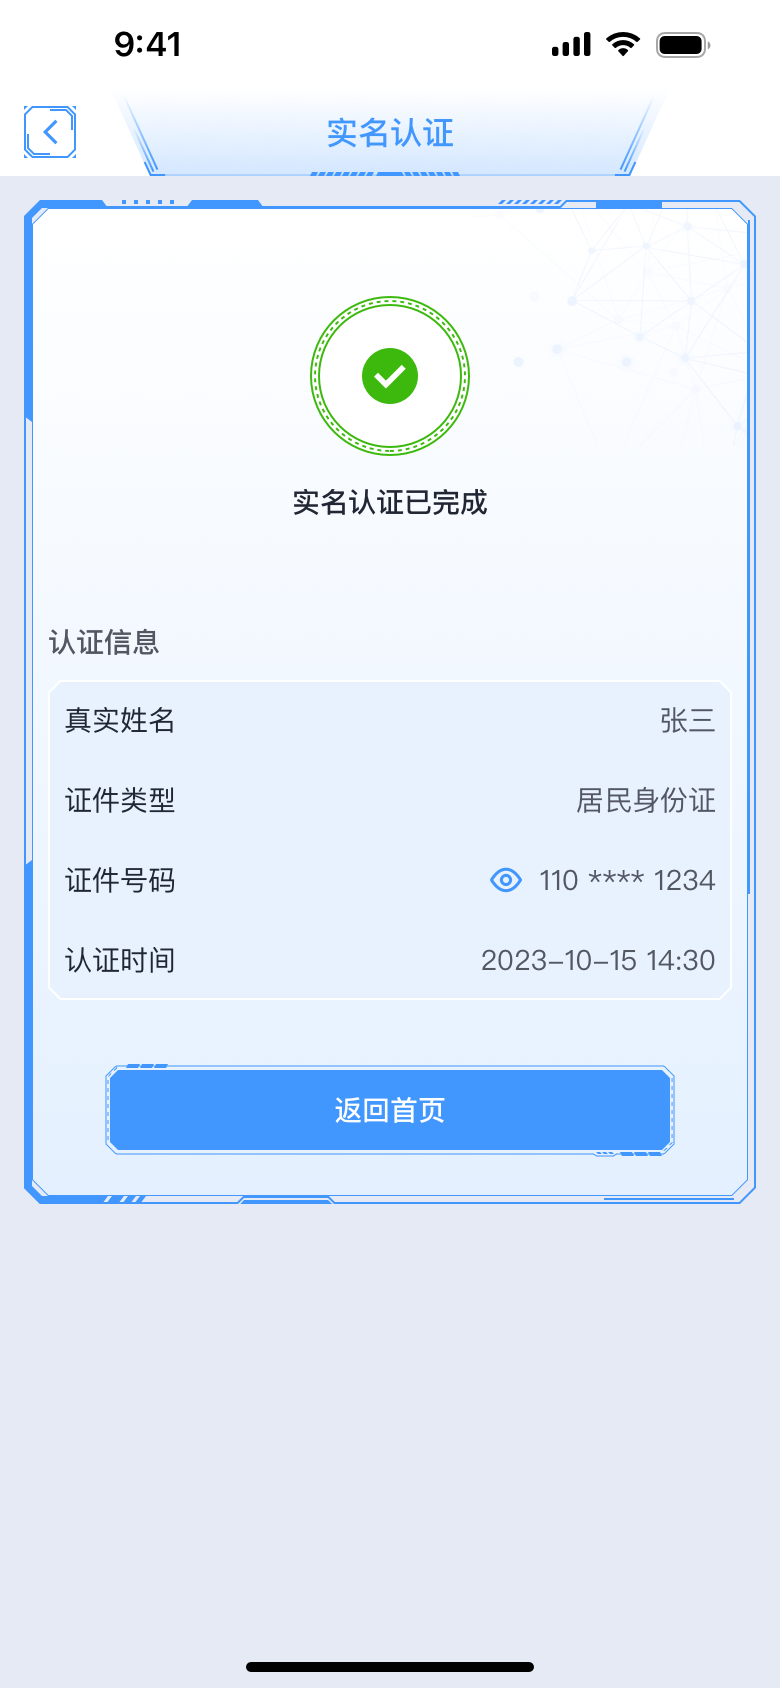 9:41
实名认证
实名认证已完成
认证信息
真实姓名 张三
证件类型 居民身份证
证件号码 110 **** 1234
认证时间 2023-10-15 14:30
返回首页